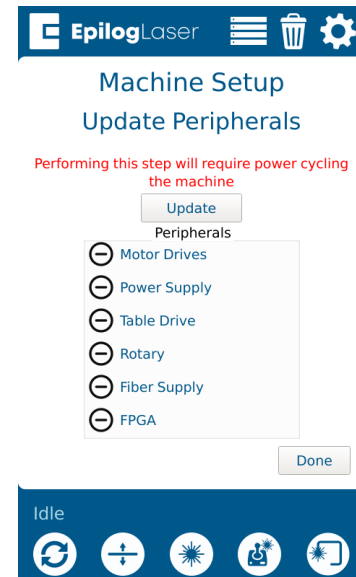 EpilogLaser
Machine Setup
Update Peripherals
Performing this step will require power cycling
the machine
Update
Peripherals
Motor Drives
Power Supply
Table Drive
Rotary
Fiber Supply
FPGA
Done
Idle